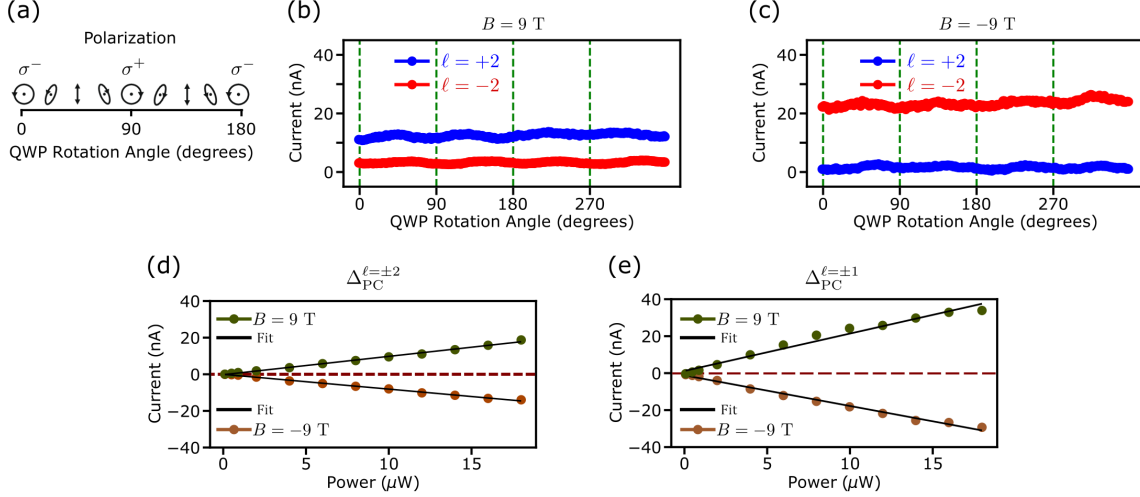 (a)
Polarization
σ⁻ σ⁺ σ⁻
0 90 180
QWP Rotation Angle (degrees)
(b)
B = 9 T
Current (nA)
40
20
0
ℓ = +2
ℓ = −2
0 90 180 270
QWP Rotation Angle (degrees)
(c)
B = −9 T
Current (nA)
40
20
0
ℓ = +2
ℓ = −2
0 90 180 270
QWP Rotation Angle (degrees)
(d)
Δ_PC^{ℓ=±2}
Current (nA)
40
20
0
−20
−40
B = 9 T
Fit
Fit
B = −9 T
0 5 10 15
Power (μW)
(e)
Δ_PC^{ℓ=±1}
Current (nA)
40
20
0
−20
−40
B = 9 T
Fit
Fit
B = −9 T
0 5 10 15
Power (μW)